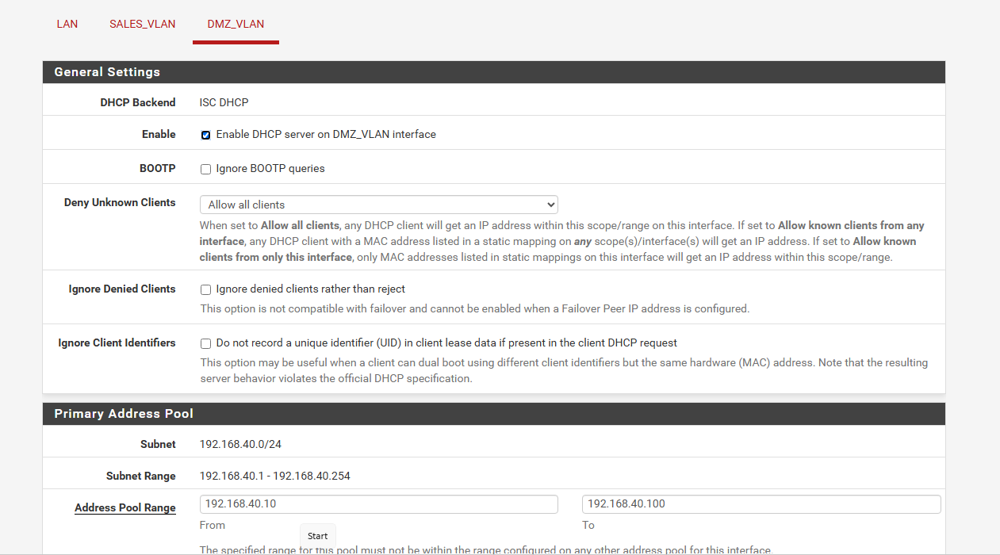 LAN SALES_VLAN DMZ_VLAN
General Settings
DHCP Backend ISC DHCP
Enable Enable DHCP server on DMZ_VLAN interface
BOOTP Ignore BOOTP queries
Deny Unknown Clients Allow all clients
When set to Allow all clients, any DHCP client will get an IP address within this scope/range on this interface. If set to Allow known clients from any
interface, any DHCP client with a MAC address listed in a static mapping on any scope(s)/interface(s) will get an IP address. If set to Allow known
clients from only this interface, only MAC addresses listed in static mappings on this interface will get an IP address within this scope/range.
Ignore Denied Clients Ignore denied clients rather than reject
This option is not compatible with failover and cannot be enabled when a Failover Peer IP address is configured.
Ignore Client Identifiers Do not record a unique identifier (UID) in client lease data if present in the client DHCP request
This option may be useful when a client can dual boot using different client identifiers but the same hardware (MAC) address. Note that the resulting
server behavior violates the official DHCP specification.
Primary Address Pool
Subnet 192.168.40.0/24
Subnet Range 192.168.40.1 - 192.168.40.254
Address Pool Range 192.168.40.10 192.168.40.100
From To
Start
The specified range for this pool must not be within the range configured on any other address pool for this interface.